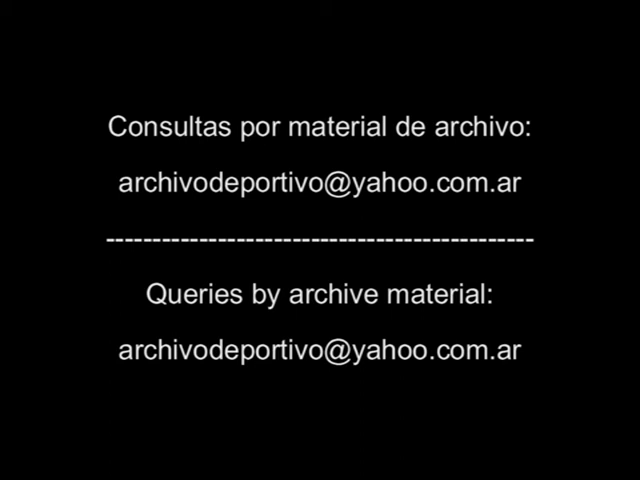 Consultas por material de archivo:
archivodeportivo@yahoo.com.ar
-----------------------------------------------
Queries by archive material:
archivodeportivo@yahoo.com.ar